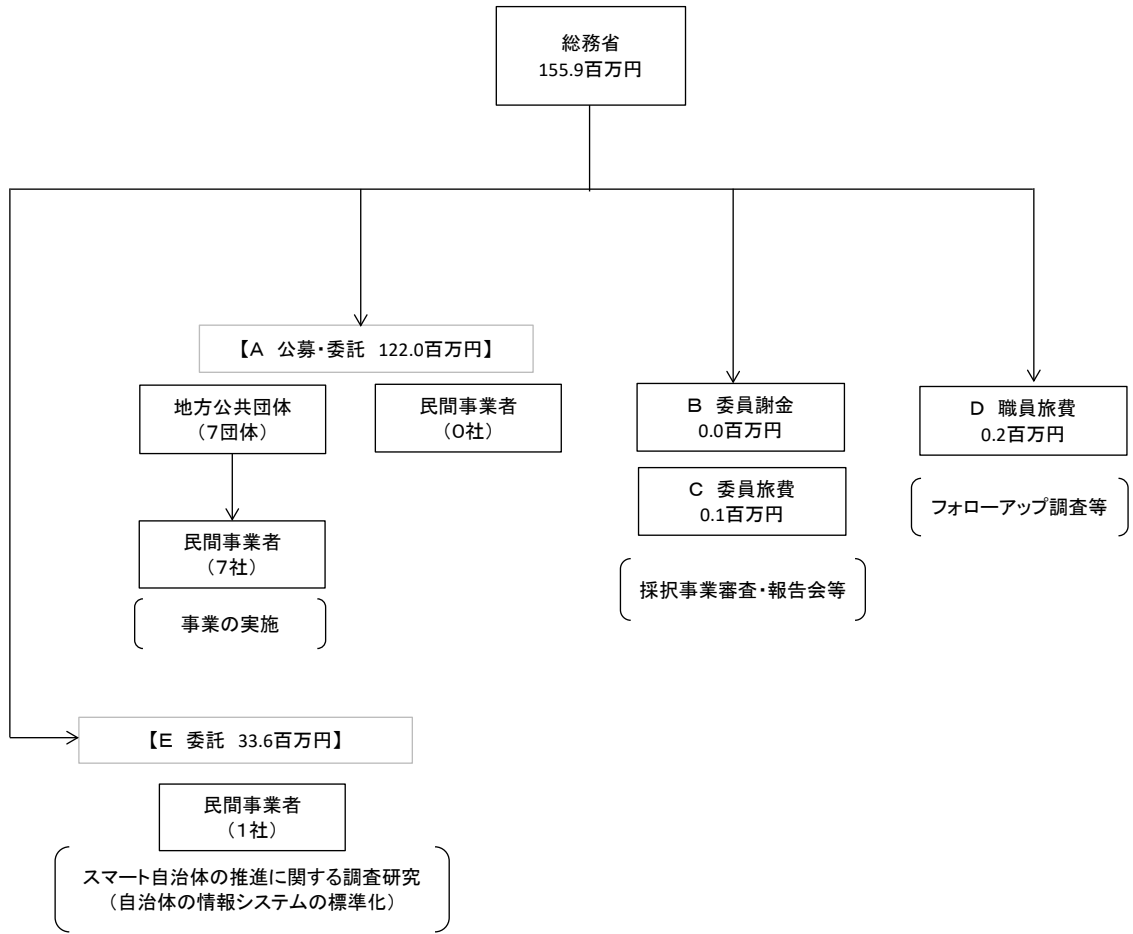 総務省
155.9百万円
【A 公募・委託 122.0百万円】
地方公共団体
(7団体)
民間事業者
(0社)
民間事業者
(7社)
事業の実施
B 委員謝金
0.0百万円
C 委員旅費
0.1百万円
採択事業審査・報告会等
D 職員旅費
0.2百万円
フォローアップ調査等
【E 委託 33.6百万円】
民間事業者
(1社)
スマート自治体の推進に関する調査研究
(自治体の情報システムの標準化)